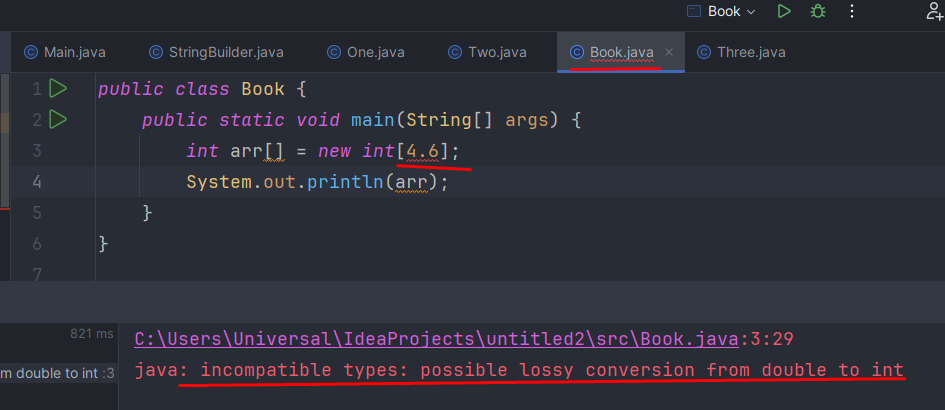 Book
Main.java StringBuilder.java One.java Two.java Book.java Three.java
1 public class Book {
2 public static void main(String[] args) {
3 int arr[] = new int[4.6];
4 System.out.println(arr);
5 }
6 }
7
821 ms
C:\Users\Universal\IdeaProjects\untitled2\src\Book.java:3:29
m double to int :3
java: incompatible types: possible lossy conversion from double to int